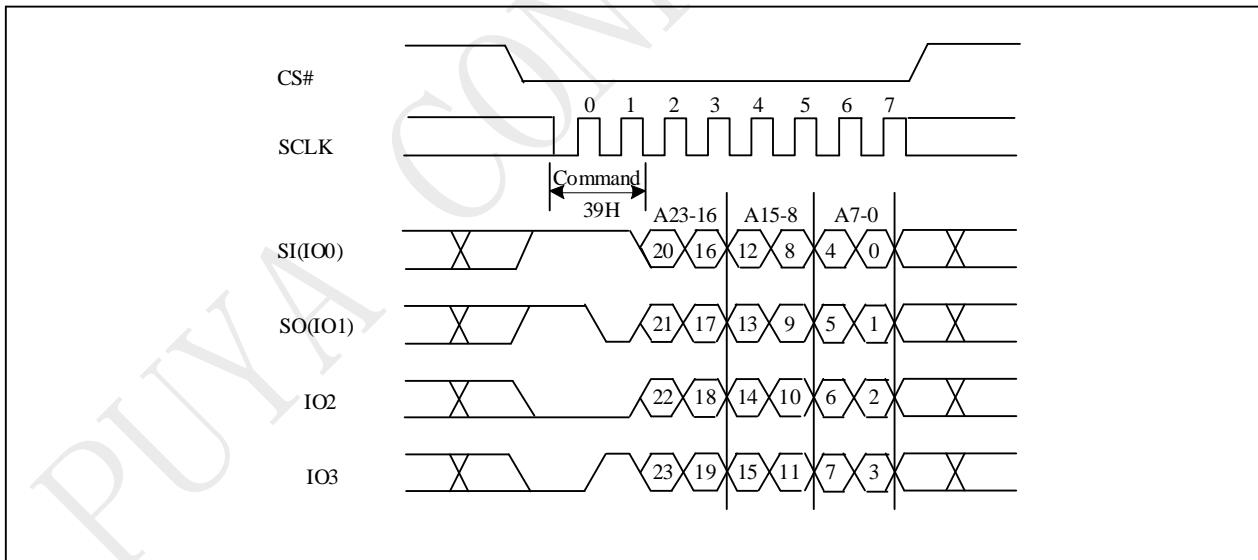 CS#
0 1 2 3 4 5 6 7
SCLK
Command
39H
A23-16 A15-8 A7-0
SI(IO0) 20 16 12 8 4 0
SO(IO1) 21 17 13 9 5 1
IO2 22 18 14 10 6 2
IO3 23 19 15 11 7 3
PUYA CONF